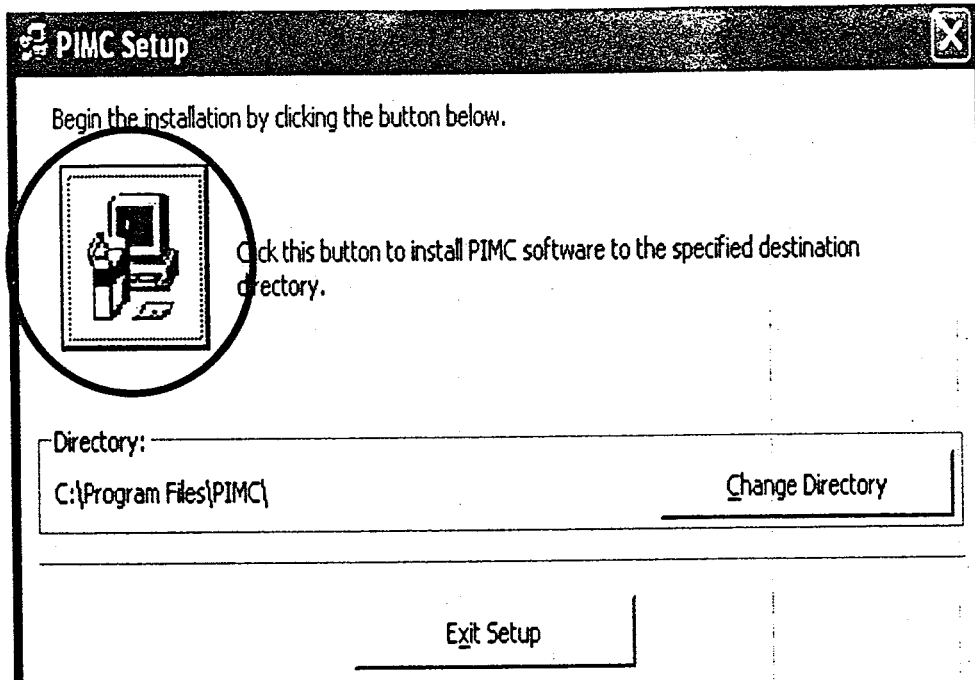 PIMC Setup
Begin the installation by clicking the button below.
Click this button to install PIMC software to the specified destination
directory.
Directory:
C:\Program Files\PIMC\
Change Directory
Exit Setup